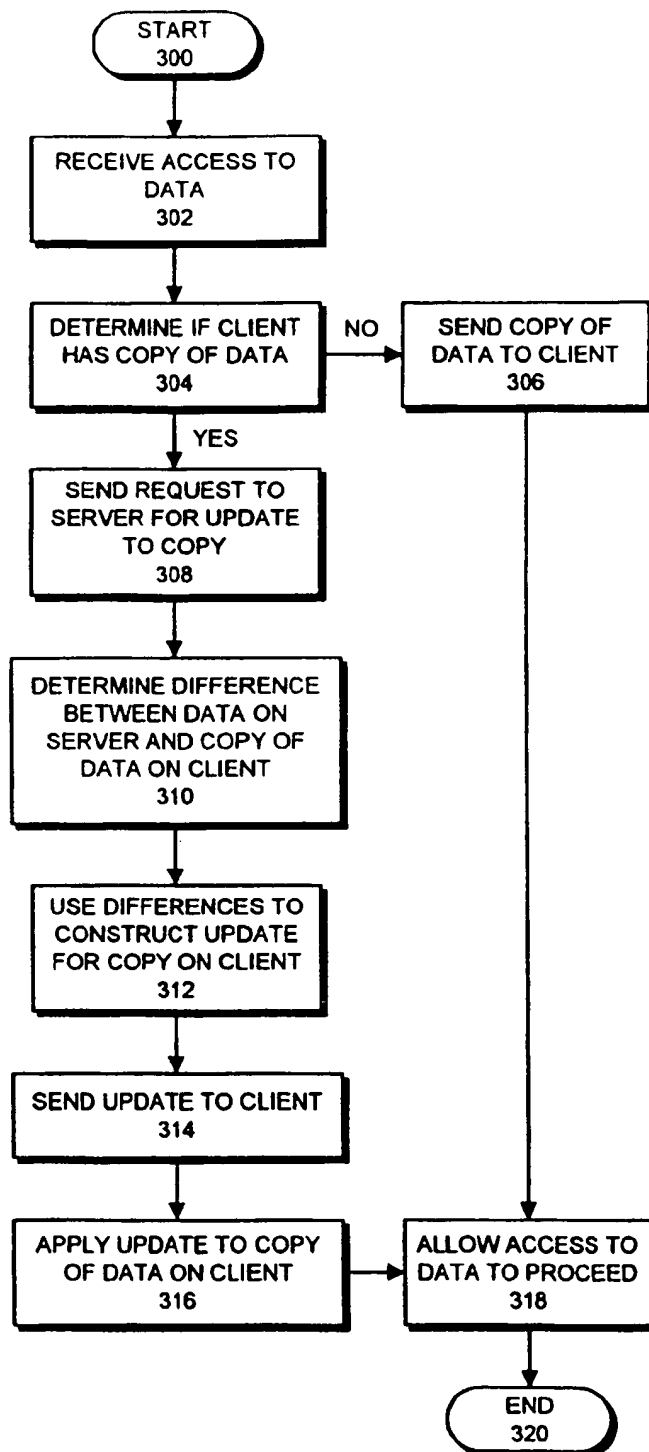 START
300
RECEIVE ACCESS TO
DATA
302
DETERMINE IF CLIENT
HAS COPY OF DATA
304
NO
SEND COPY OF
DATA TO CLIENT
306
YES
SEND REQUEST TO
SERVER FOR UPDATE
TO COPY
308
DETERMINE DIFFERENCE
BETWEEN DATA ON
SERVER AND COPY OF
DATA ON CLIENT
310
USE DIFFERENCES TO
CONSTRUCT UPDATE
FOR COPY ON CLIENT
312
SEND UPDATE TO CLIENT
314
APPLY UPDATE TO COPY
OF DATA ON CLIENT
316
ALLOW ACCESS TO
DATA TO PROCEED
318
END
320